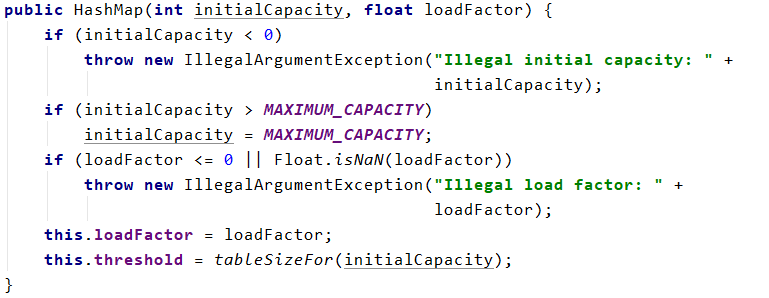 public HashMap(int initialCapacity, float loadFactor) {
    if (initialCapacity < 0)
        throw new IllegalArgumentException("Illegal initial capacity: " +
                                           initialCapacity);
    if (initialCapacity > MAXIMUM_CAPACITY)
        initialCapacity = MAXIMUM_CAPACITY;
    if (loadFactor <= 0 || Float.isNaN(loadFactor))
        throw new IllegalArgumentException("Illegal load factor: " +
                                           loadFactor);
    this.loadFactor = loadFactor;
    this.threshold = tableSizeFor(initialCapacity);
}